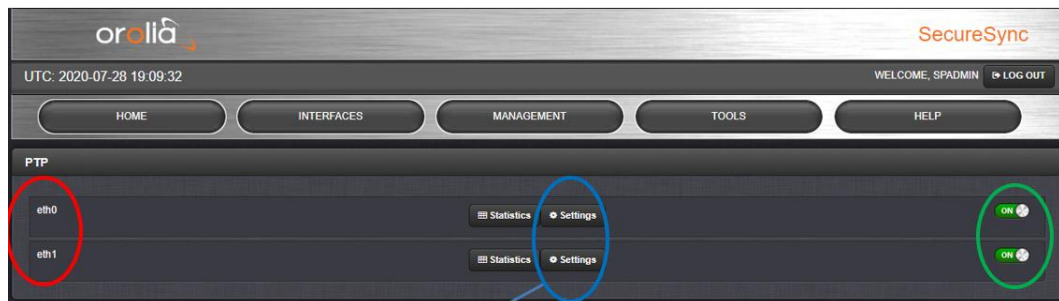 orolia
SecureSync
UTC: 2020-07-28 19:09:32
WELCOME, SPADMIN
LOG OUT
HOME
INTERFACES
MANAGEMENT
TOOLS
HELP
PTP
eth0
Statistics
Settings
ON
eth1
Statistics
Settings
ON